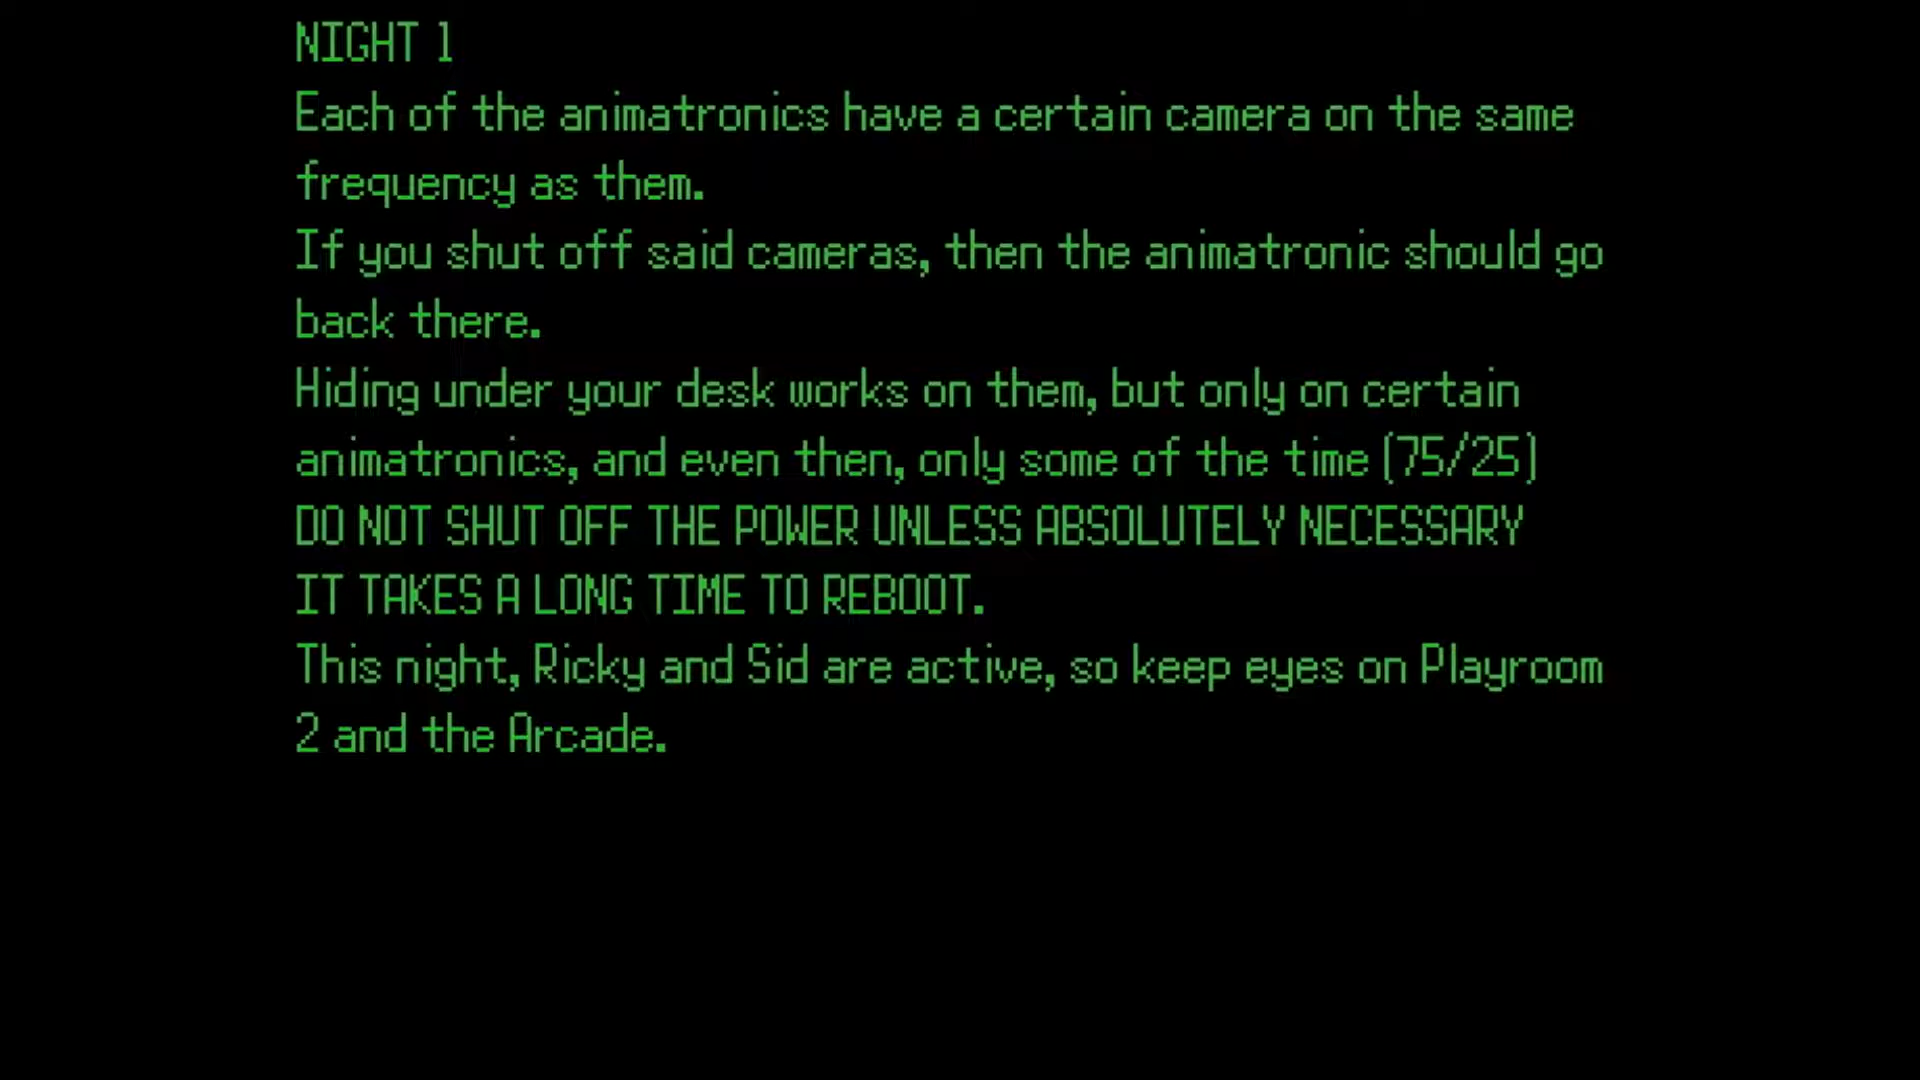 NIGHT 1
Each of the animatronics have a certain camera on the same
frequency as them.
If you shut off said cameras, then the animatronic should go
back there.
Hiding under your desk works on them, but only on certain
animatronics, and even then, only some of the time (75/25)
DO NOT SHUT OFF THE POWER UNLESS ABSOLUTELY NECESSARY
IT TAKES A LONG TIME TO REBOOT.
This night, Ricky and Sid are active, so keep eyes on Playroom
2 and the Arcade.